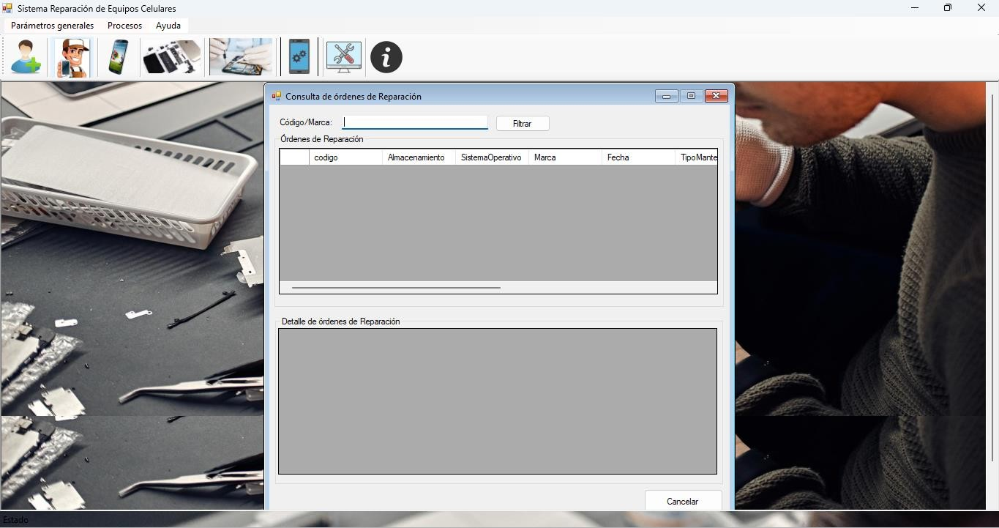 Sistema Reparación de Equipos Celulares
Parámetros generales Procesos Ayuda
Consulta de órdenes de Reparación
Código/Marca: Filtrar
Órdenes de Reparación
codigo Almacenamiento SistemaOperativo Marca Fecha TipoMante
Detalle de órdenes de Reparación
Cancelar
Estado